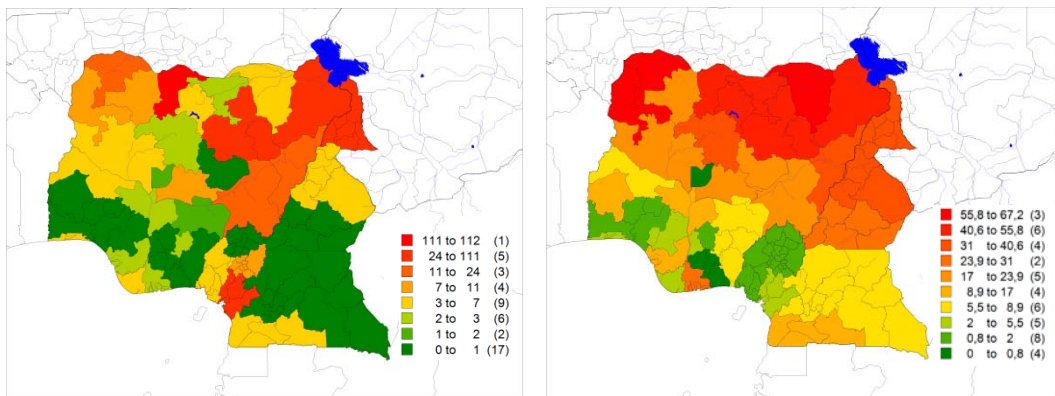 111 to 112 (1)
24 to 111 (5)
11 to 24 (3)
7 to 11 (4)
3 to 7 (9)
2 to 3 (6)
1 to 2 (2)
0 to 1 (17)
55,8 to 67,2 (3)
40,6 to 55,8 (6)
31 to 40,6 (4)
23,9 to 31 (2)
17 to 23,9 (5)
8,9 to 17 (4)
5,5 to 8,9 (6)
2 to 5,5 (5)
0,8 to 2 (8)
0 to 0,8 (4)